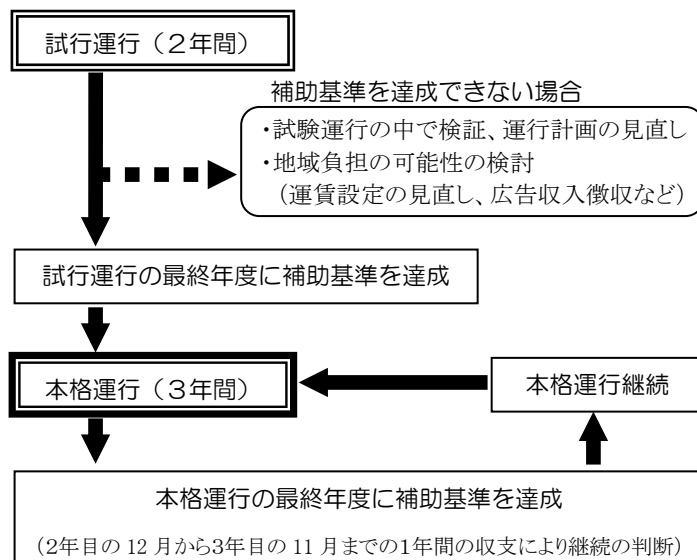 試行運行（２年間）
補助基準を達成できない場合
・試験運行の中で検証、運行計画の見直し
・地域負担の可能性の検討
（運賃設定の見直し、広告収入徴収など）
試行運行の最終年度に補助基準を達成
本格運行（３年間）
本格運行継続
本格運行の最終年度に補助基準を達成
（2年目の 12 月から3年目の 11 月までの1年間の収支により継続の判断）